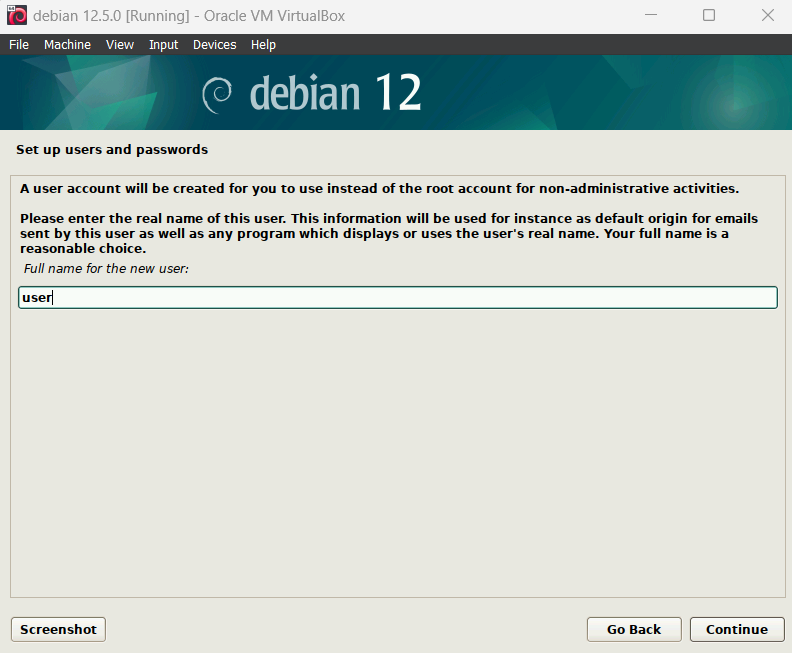 debian 12.5.0 [Running] - Oracle VM VirtualBox
File Machine View Input Devices Help
debian 12
Set up users and passwords
A user account will be created for you to use instead of the root account for non-administrative activities.
Please enter the real name of this user. This information will be used for instance as default origin for emails
sent by this user as well as any program which displays or uses the user's real name. Your full name is a
reasonable choice.
Full name for the new user:
user
Screenshot Go Back Continue